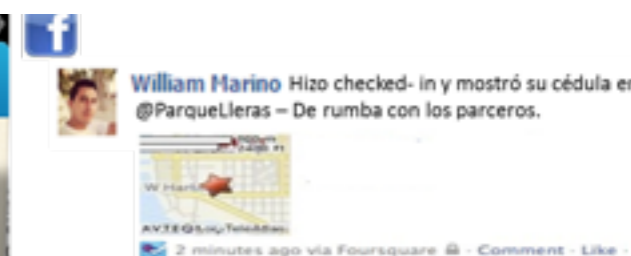 f
William Marino Hizo checked- in y mostró su cédula en
@ParqueLleras – De rumba con los parceros.
2 minutes ago via Foursquare · Comment · Like ·